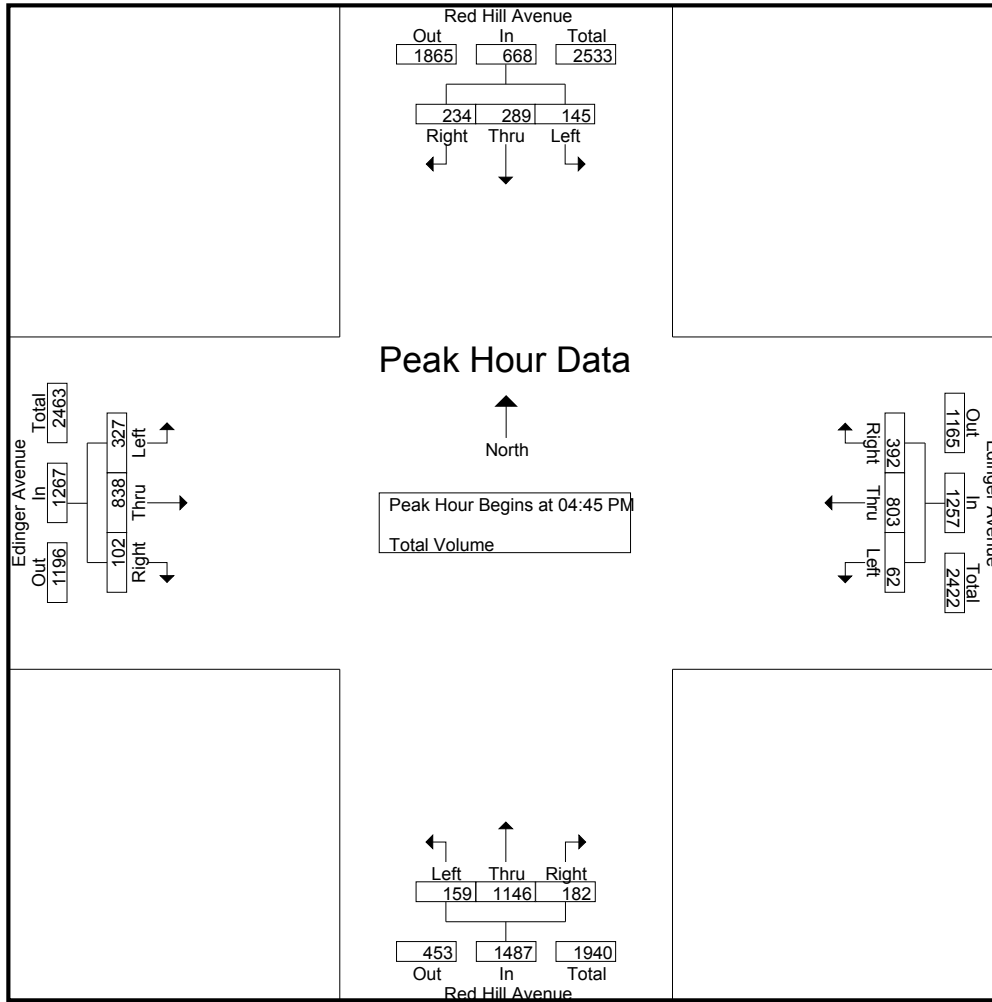 Red Hill Avenue
Out In Total
1865 668 2533
234 289 145
Right Thru Left
Peak Hour Data
North
Peak Hour Begins at 04:45 PM
Total Volume
Edinger Avenue
Out In Total
1196 1267 2463
327 838 102
Left Thru Right
Edinger Avenue
Out In Total
1165 1257 2422
392 803 62
Right Thru Left
Left Thru Right
159 1146 182
453 1487 1940
Out In Total
Red Hill Avenue